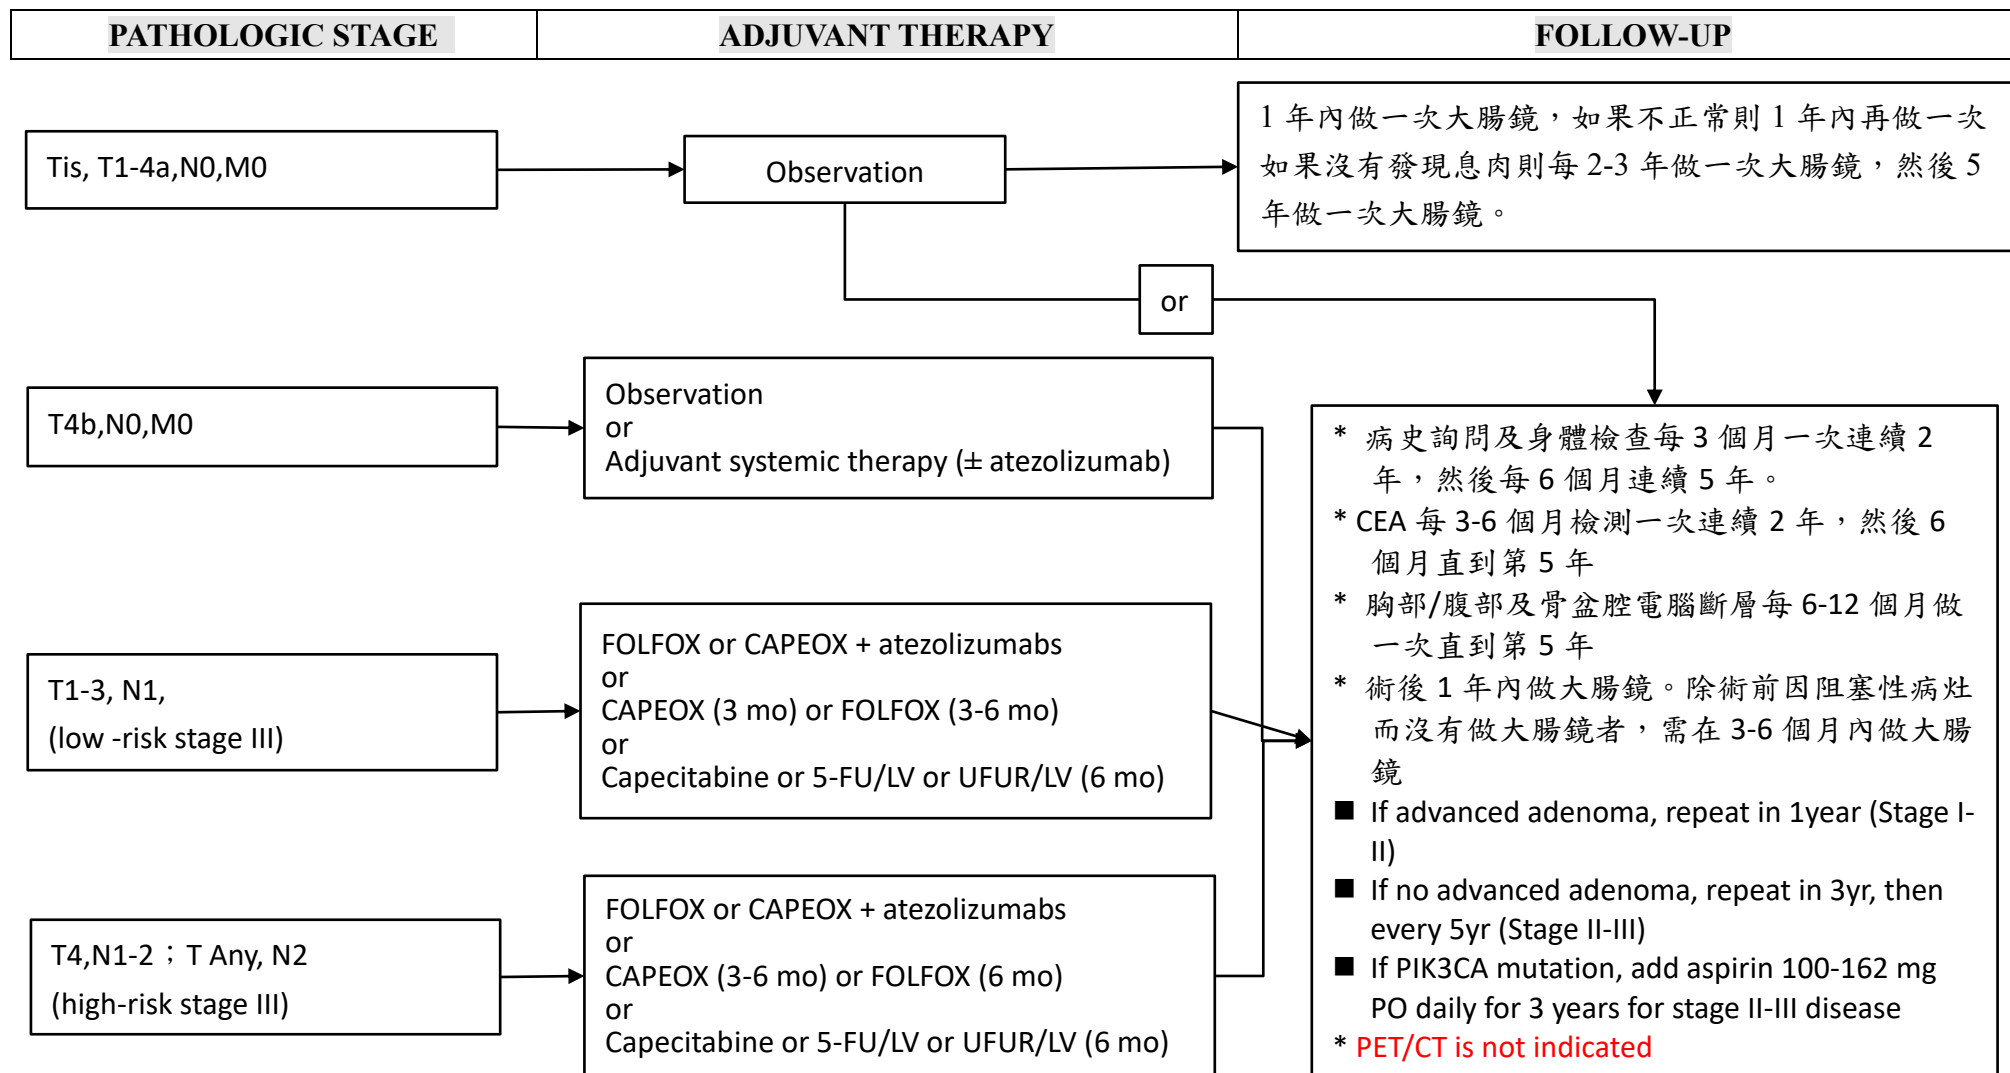 PATHOLOGIC STAGE
ADJUVANT THERAPY
FOLLOW-UP
Tis, T1-4a,N0,M0
Observation
1 年內做一次大腸鏡，如果不正常則 1 年內再做一次
如果沒有發現息肉則每 2-3 年做一次大腸鏡，然後 5
年做一次大腸鏡。
or
T4b,N0,M0
Observation
or
Adjuvant systemic therapy (± atezolizumab)
T1-3, N1,
(low -risk stage III)
FOLFOX or CAPEOX + atezolizumabs
or
CAPEOX (3 mo) or FOLFOX (3-6 mo)
or
Capecitabine or 5-FU/LV or UFUR/LV (6 mo)
T4,N1-2；T Any, N2
(high-risk stage III)
FOLFOX or CAPEOX + atezolizumabs
or
CAPEOX (3-6 mo) or FOLFOX (6 mo)
or
Capecitabine or 5-FU/LV or UFUR/LV (6 mo)
* 病史詢問及身體檢查每 3 個月一次連續 2
年，然後每 6 個月連續 5 年。
* CEA 每 3-6 個月檢測一次連續 2 年，然後 6
個月直到第 5 年
* 胸部/腹部及骨盆腔電腦斷層每 6-12 個月做
一次直到第 5 年
* 術後 1 年內做大腸鏡。除術前因阻塞性病灶
而沒有做大腸鏡者，需在 3-6 個月內做大腸
鏡
■ If advanced adenoma, repeat in 1year (Stage I-
II)
■ If no advanced adenoma, repeat in 3yr, then
every 5yr (Stage II-III)
■ If PIK3CA mutation, add aspirin 100-162 mg
PO daily for 3 years for stage II-III disease
* PET/CT is not indicated